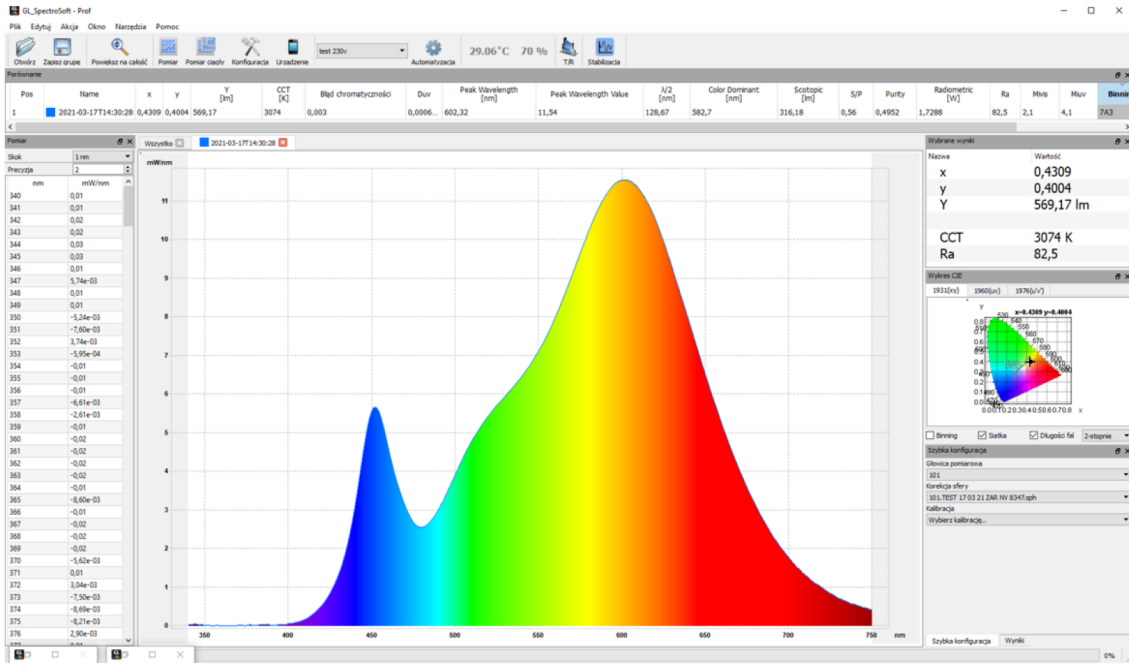 GL_SpectroSoft - Prof
Plik Edytuj Akcja Okno Narzędzia Pomoc
test 230v 29.06°C 70 %
Otwórz Zapisz grupę Powiększ na całość Pomiar Pomiar ciągły Konfiguracja Urządzenie Automatyzacja T/R Stabilizacja
Porównanie
Pos Name x y Y [lm] CCT [K] Błąd chromatyczności Duv Peak Wavelength [nm] Peak Wavelength Value λ/2 [nm] Color Dominant [nm] Scotopic [lm] S/P Purity Radiometric [W] Ra Mivis Miuv Binnin
1 2021-03-17T14:30:28 0,4309 0,4004 569,17 3074 0,003 0,0006... 602,32 11,54 128,67 582,7 316,18 0,56 0,4952 1,7288 82,5 2,1 4,1 7A3
Pomiar
Skok 1 nm
Precyzja 2
nm mW/nm
340 0,01
341 0,01
342 0,02
343 0,02
344 0,03
345 0,03
346 0,01
347 5,74e-03
348 0,01
349 0,01
350 -5,24e-03
351 -7,60e-03
352 3,74e-03
353 -5,95e-04
354 -0,01
355 -0,01
356 -0,01
357 -6,61e-03
358 -2,61e-03
359 -0,01
360 -0,02
361 -0,02
362 -0,02
363 -0,02
364 -0,01
365 -8,60e-03
366 -0,01
367 -0,02
368 -0,02
369 -0,02
370 -5,62e-03
371 0,01
372 3,04e-03
373 -7,50e-03
374 -8,69e-03
375 -8,21e-03
376 2,90e-03
Wszystko 2021-03-17T14:30:28
mW/nm
11
10
9
8
7
6
5
4
3
2
1
0
350 400 450 500 550 600 650 700 750 nm
Wybrane wyniki
Nazwa Wartość
x 0,4309
y 0,4004
Y 569,17 lm
CCT 3074 K
Ra 82,5
Wykres CIE
1931(xy) 1960(uv) 1976(u'v')
y x=0.4309 y=0.4004
530 540
550
560
570
580
x
Binning Siatka Długości fal 2-stopnie
Szybka konfiguracja
Głowica pomiarowa
101
Korekcja sfery
101.TEST 17 03 21 ZAR NV 8347.sph
Kalibracja
Wybierz kalibrację...
Szybka konfiguracja Wyniki
0%